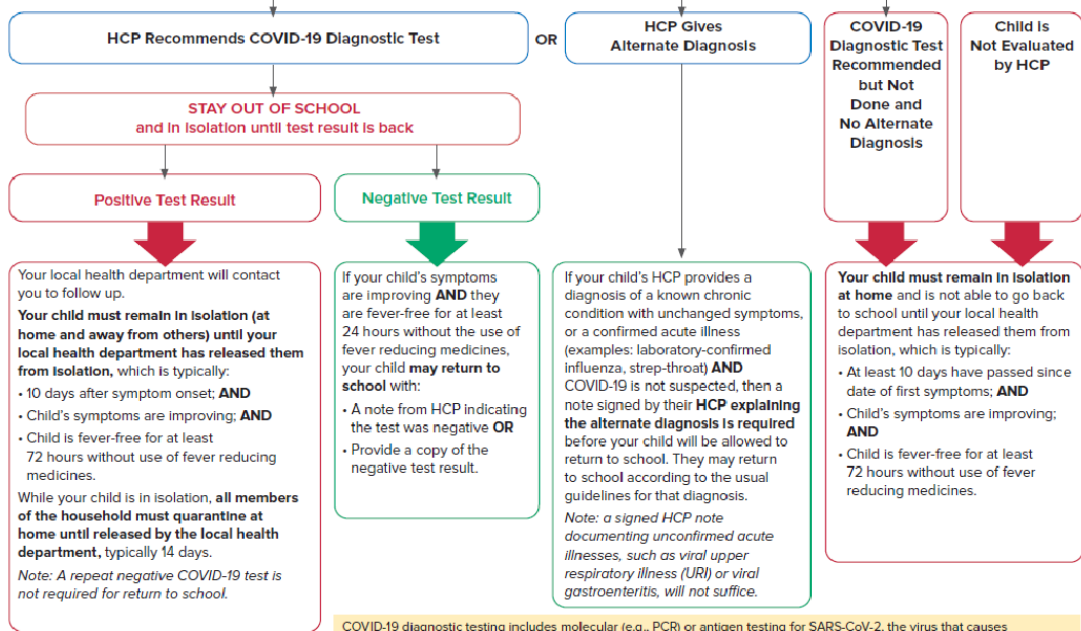 HCP Recommends COVID-19 Diagnostic Test
OR
HCP Gives
Alternate Diagnosis
COVID-19
Diagnostic Test
Recommended
but Not
Done and
No Alternate
Diagnosis
Child is
Not Evaluated
by HCP
STAY OUT OF SCHOOL
and in isolation until test result is back
Positive Test Result
Negative Test Result
Your local health department will contact
you to follow up.
Your child must remain in isolation (at
home and away from others) until your
local health department has released them
from isolation, which is typically:
• 10 days after symptom onset; AND
• Child's symptoms are improving; AND
• Child is fever-free for at least
72 hours without use of fever reducing
medicines.
While your child is in isolation, all members
of the household must quarantine at
home until released by the local health
department, typically 14 days.
Note: A repeat negative COVID-19 test is
not required for return to school.
If your child's symptoms
are improving AND they
are fever-free for at least
24 hours without the use of
fever reducing medicines,
your child may return to
school with:
• A note from HCP indicating
the test was negative OR
• Provide a copy of the
negative test result.
If your child's HCP provides a
diagnosis of a known chronic
condition with unchanged symptoms,
or a confirmed acute illness
(examples: laboratory-confirmed
influenza, strep-throat) AND
COVID-19 is not suspected, then a
note signed by their HCP explaining
the alternate diagnosis is required
before your child will be allowed to
return to school. They may return
to school according to the usual
guidelines for that diagnosis.
Note: a signed HCP note
documenting unconfirmed acute
illnesses, such as viral upper
respiratory illness (URI) or viral
gastroenteritis, will not suffice.
Your child must remain in isolation
at home and is not able to go back
to school until your local health
department has released them from
isolation, which is typically:
• At least 10 days have passed since
date of first symptoms; AND
• Child's symptoms are improving;
AND
• Child is fever-free for at least
72 hours without use of fever
reducing medicines.
COVID-19 diagnostic testing includes molecular (e.g., PCR) or antigen testing for SARS-CoV-2, the virus that causes